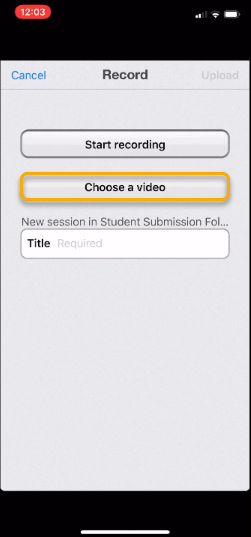 12:03
Cancel Record Upload
Start recording
Choose a video
New session in Student Submission Fol...
Title Required